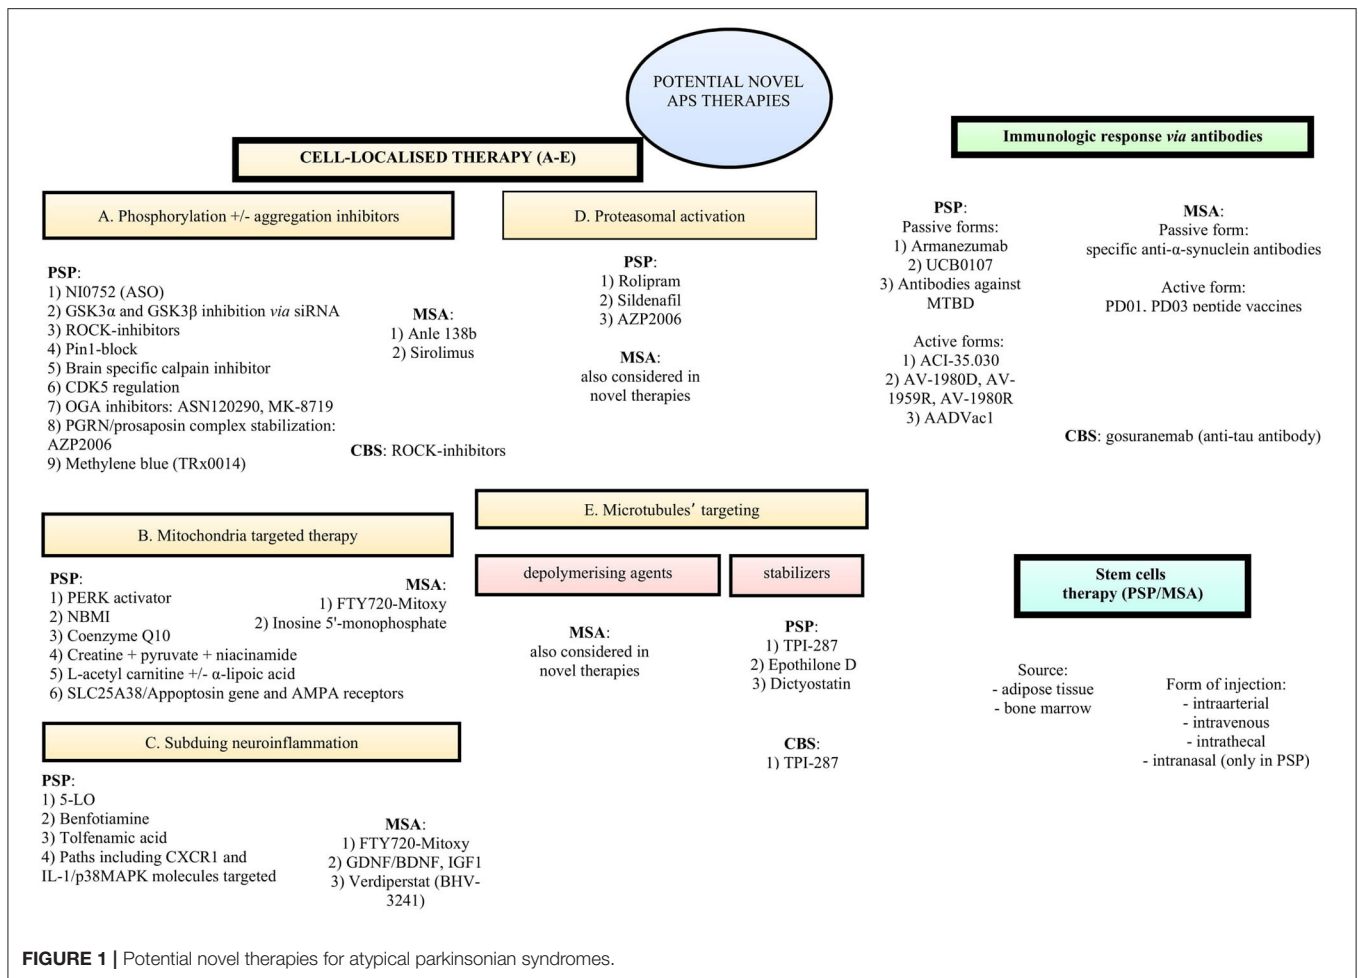 POTENTIAL NOVEL
APS THERAPIES
CELL-LOCALISED THERAPY (A-E)
A. Phosphorylation +/- aggregation inhibitors
PSP:
1) NI0752 (ASO)
2) GSK3α and GSK3β inhibition via siRNA
3) ROCK-inhibitors
4) Pin1-block
5) Brain specific calpain inhibitor
6) CDK5 regulation
7) OGA inhibitors: ASN120290, MK-8719
8) PGRN/prosaposin complex stabilization:
AZP2006
9) Methylene blue (TRx0014)
MSA:
1) Anle 138b
2) Sirolimus
CBS: ROCK-inhibitors
B. Mitochondria targeted therapy
PSP:
1) PERK activator
2) NBMI
3) Coenzyme Q10
4) Creatine + pyruvate + niacinamide
5) L-acetyl carnitine +/- α-lipoic acid
6) SLC25A38/Appoptosin gene and AMPA receptors
MSA:
1) FTY720-Mitoxy
2) Inosine 5'-monophosphate
C. Subduing neuroinflammation
PSP:
1) 5-LO
2) Benfotiamine
3) Tolfenamic acid
4) Paths including CXCR1 and
IL-1/p38MAPK molecules targeted
MSA:
1) FTY720-Mitoxy
2) GDNF/BDNF, IGF1
3) Verdiperstat (BHV-
3241)
D. Proteasomal activation
PSP:
1) Rolipram
2) Sildenafil
3) AZP2006
MSA:
also considered in
novel therapies
E. Microtubules′ targeting
depolymerising agents
MSA:
also considered in
novel therapies
stabilizers
PSP:
1) TPI-287
2) Epothilone D
3) Dictyostatin
CBS:
1) TPI-287
Immunologic response via antibodies
PSP:
Passive forms:
1) Armanezumab
2) UCB0107
3) Antibodies against
MTBD
Active forms:
1) ACI-35.030
2) AV-1980D, AV-
1959R, AV-1980R
3) AADVac1
MSA:
Passive form:
specific anti-α-synuclein antibodies
Active form:
PD01, PD03 peptide vaccines
CBS: gosuranemab (anti-tau antibody)
Stem cells
therapy (PSP/MSA)
Source:
- adipose tissue
- bone marrow
Form of injection:
- intraarterial
- intravenous
- intrathecal
- intranasal (only in PSP)
FIGURE 1 | Potential novel therapies for atypical parkinsonian syndromes.